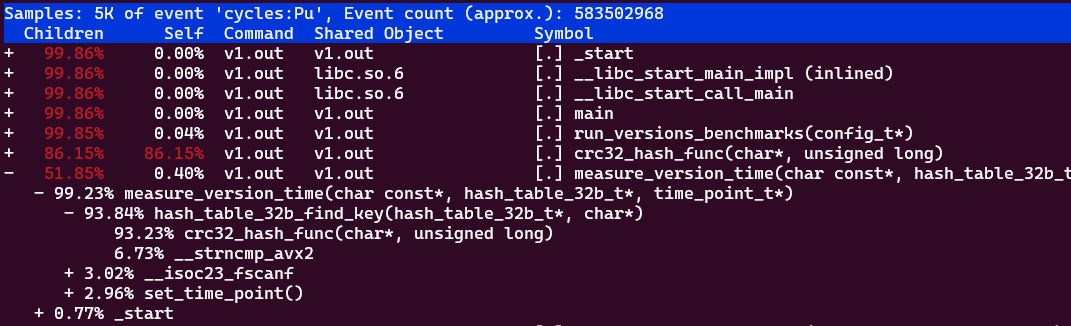 Samples: 5K of event 'cycles:Pu', Event count (approx.): 583502968
Children Self Command Shared Object Symbol
+ 99.86% 0.00% v1.out v1.out [.] _start
+ 99.86% 0.00% v1.out libc.so.6 [.] __libc_start_main_impl (inlined)
+ 99.86% 0.00% v1.out libc.so.6 [.] __libc_start_call_main
+ 99.86% 0.00% v1.out v1.out [.] main
+ 99.85% 0.04% v1.out v1.out [.] run_versions_benchmarks(config_t*)
+ 86.15% 86.15% v1.out v1.out [.] crc32_hash_func(char*, unsigned long)
- 51.85% 0.40% v1.out v1.out [.] measure_version_time(char const*, hash_table_32b_t
- 99.23% measure_version_time(char const*, hash_table_32b_t*, time_point_t*)
- 93.84% hash_table_32b_find_key(hash_table_32b_t*, char*)
93.23% crc32_hash_func(char*, unsigned long)
6.73% __strncmp_avx2
+ 3.02% __isoc23_fscanf
+ 2.96% set_time_point()
+ 0.77% _start